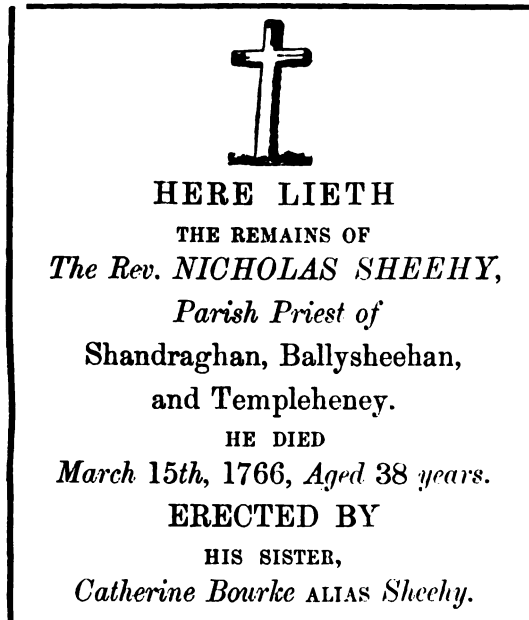 HERE LIETH
THE REMAINS OF
The Rev. NICHOLAS SHEEHY,
Parish Priest of
Shandraghan, Ballysheehan,
and Templeheney.
HE DIED
March 15th, 1766, Aged 38 years.
ERECTED BY
HIS SISTER,
Catherine Bourke ALIAS Sheehy.